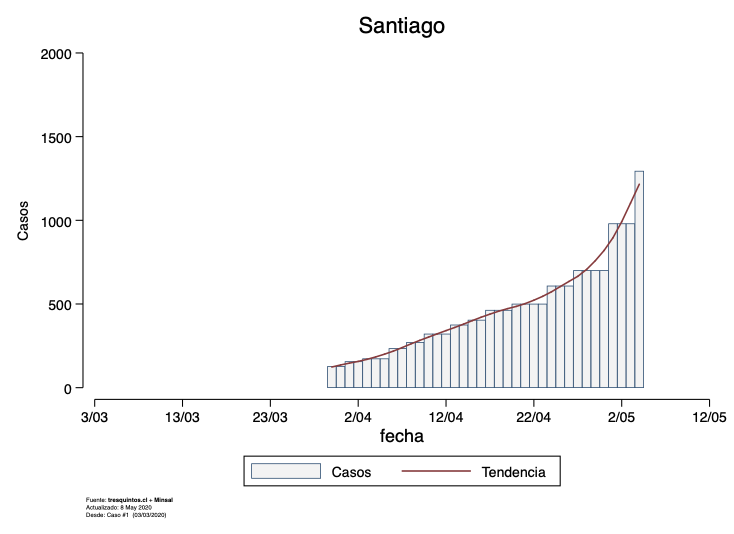 Santiago
2000
1500
1000
500
0
Casos
3/03 13/03 23/03 2/04 12/04 22/04 2/05 12/05
fecha
Casos Tendencia
Fuente: tresquintos.cl + Minsal
Actualizado: 8 May 2020
Desde: Caso #1 (03/03/2020)